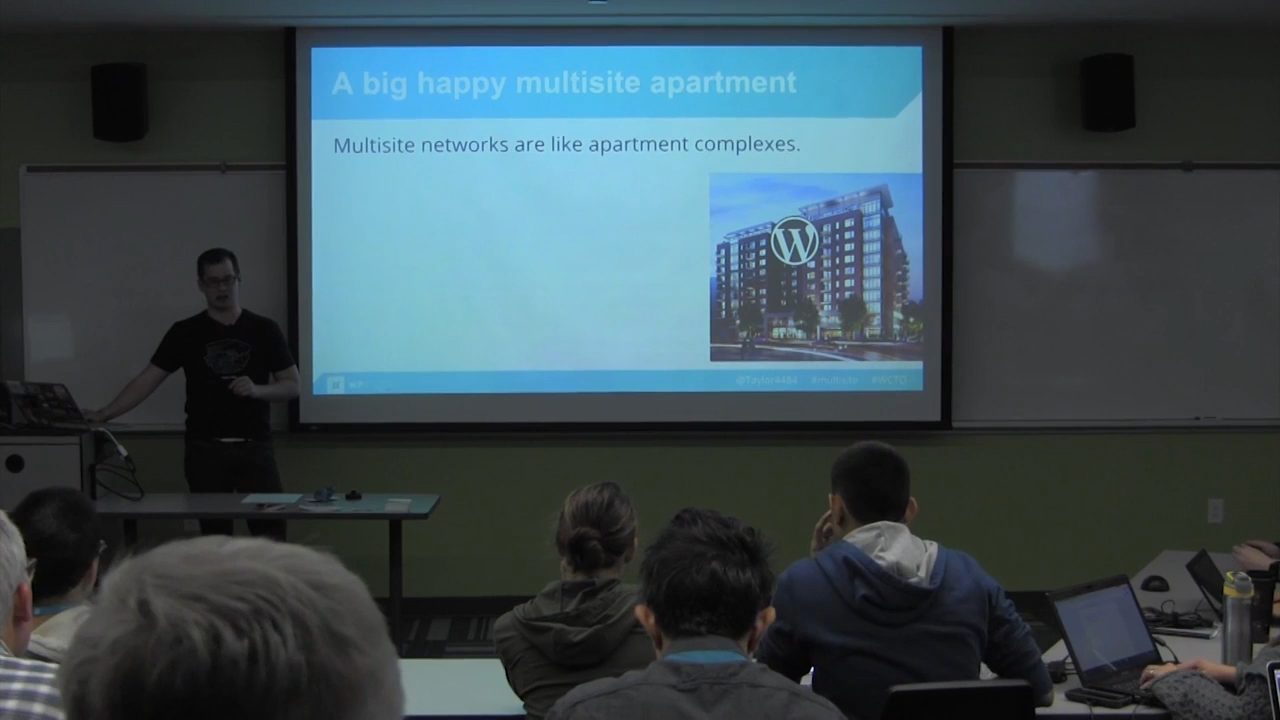 A big happy multisite apartment
Multisite networks are like apartment complexes.
W
@Taylor4484 #multisite #WCTO